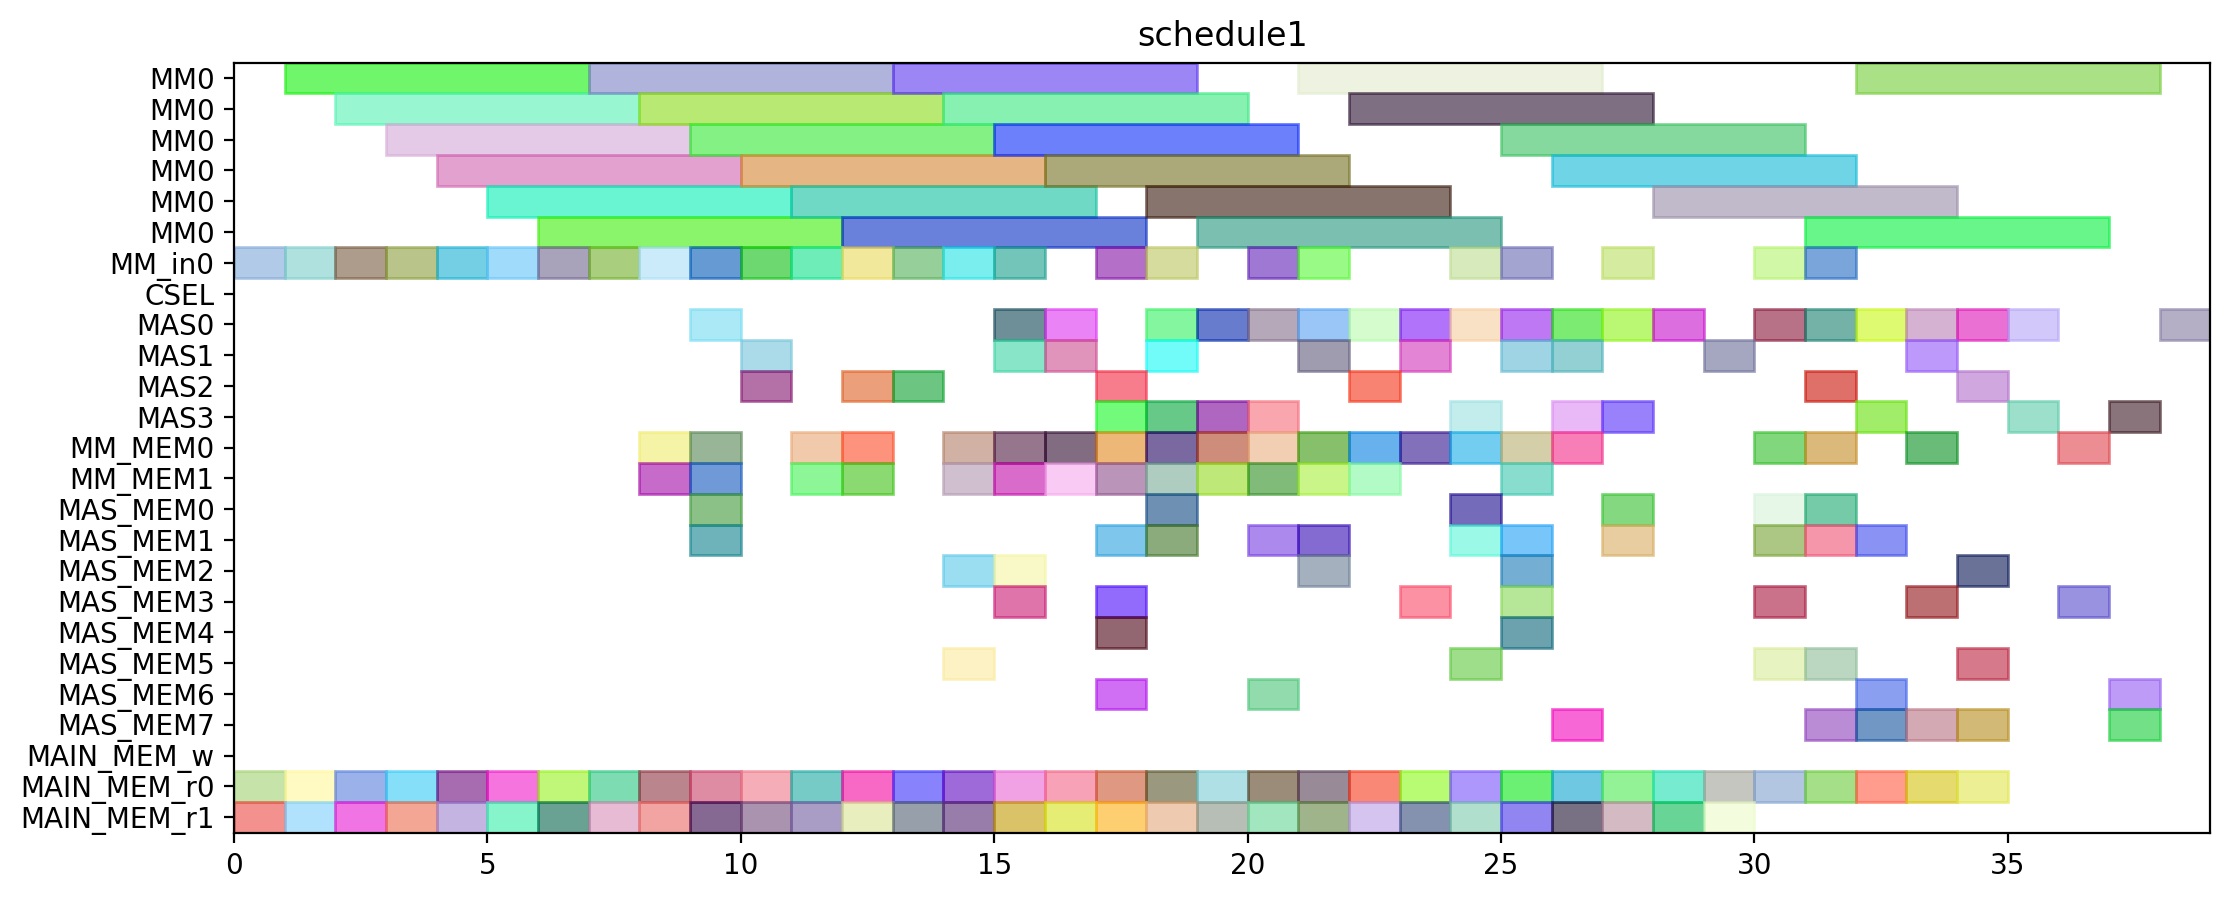 schedule1
MM0
MM0
MM0
MM0
MM0
MM0
MM_in0
CSEL
MAS0
MAS1
MAS2
MAS3
MM_MEM0
MM_MEM1
MAS_MEM0
MAS_MEM1
MAS_MEM2
MAS_MEM3
MAS_MEM4
MAS_MEM5
MAS_MEM6
MAS_MEM7
MAIN_MEM_w
MAIN_MEM_r0
MAIN_MEM_r1
0 5 10 15 20 25 30 35